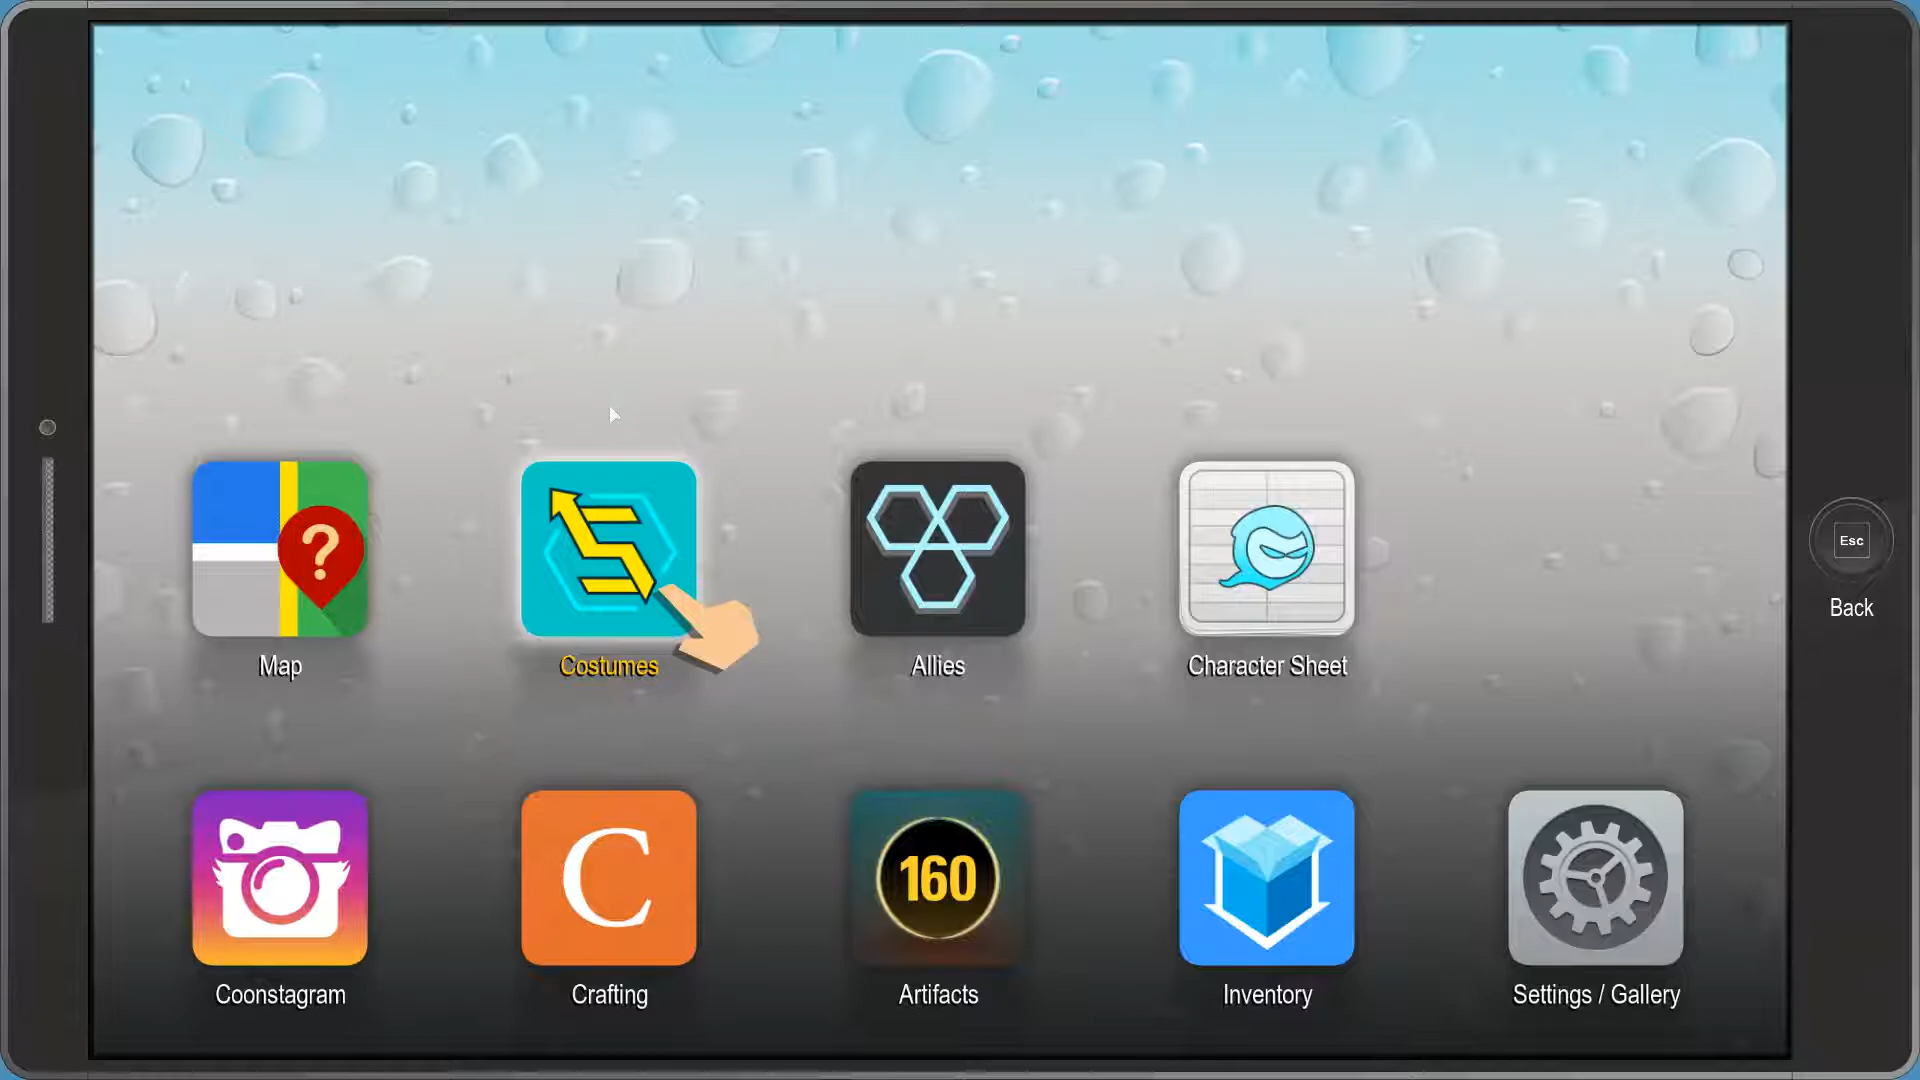 ?
Esc
Back
Map
Costumes
Allies
Character Sheet
C
160
Coonstagram
Crafting
Artifacts
Inventory
Settings / Gallery